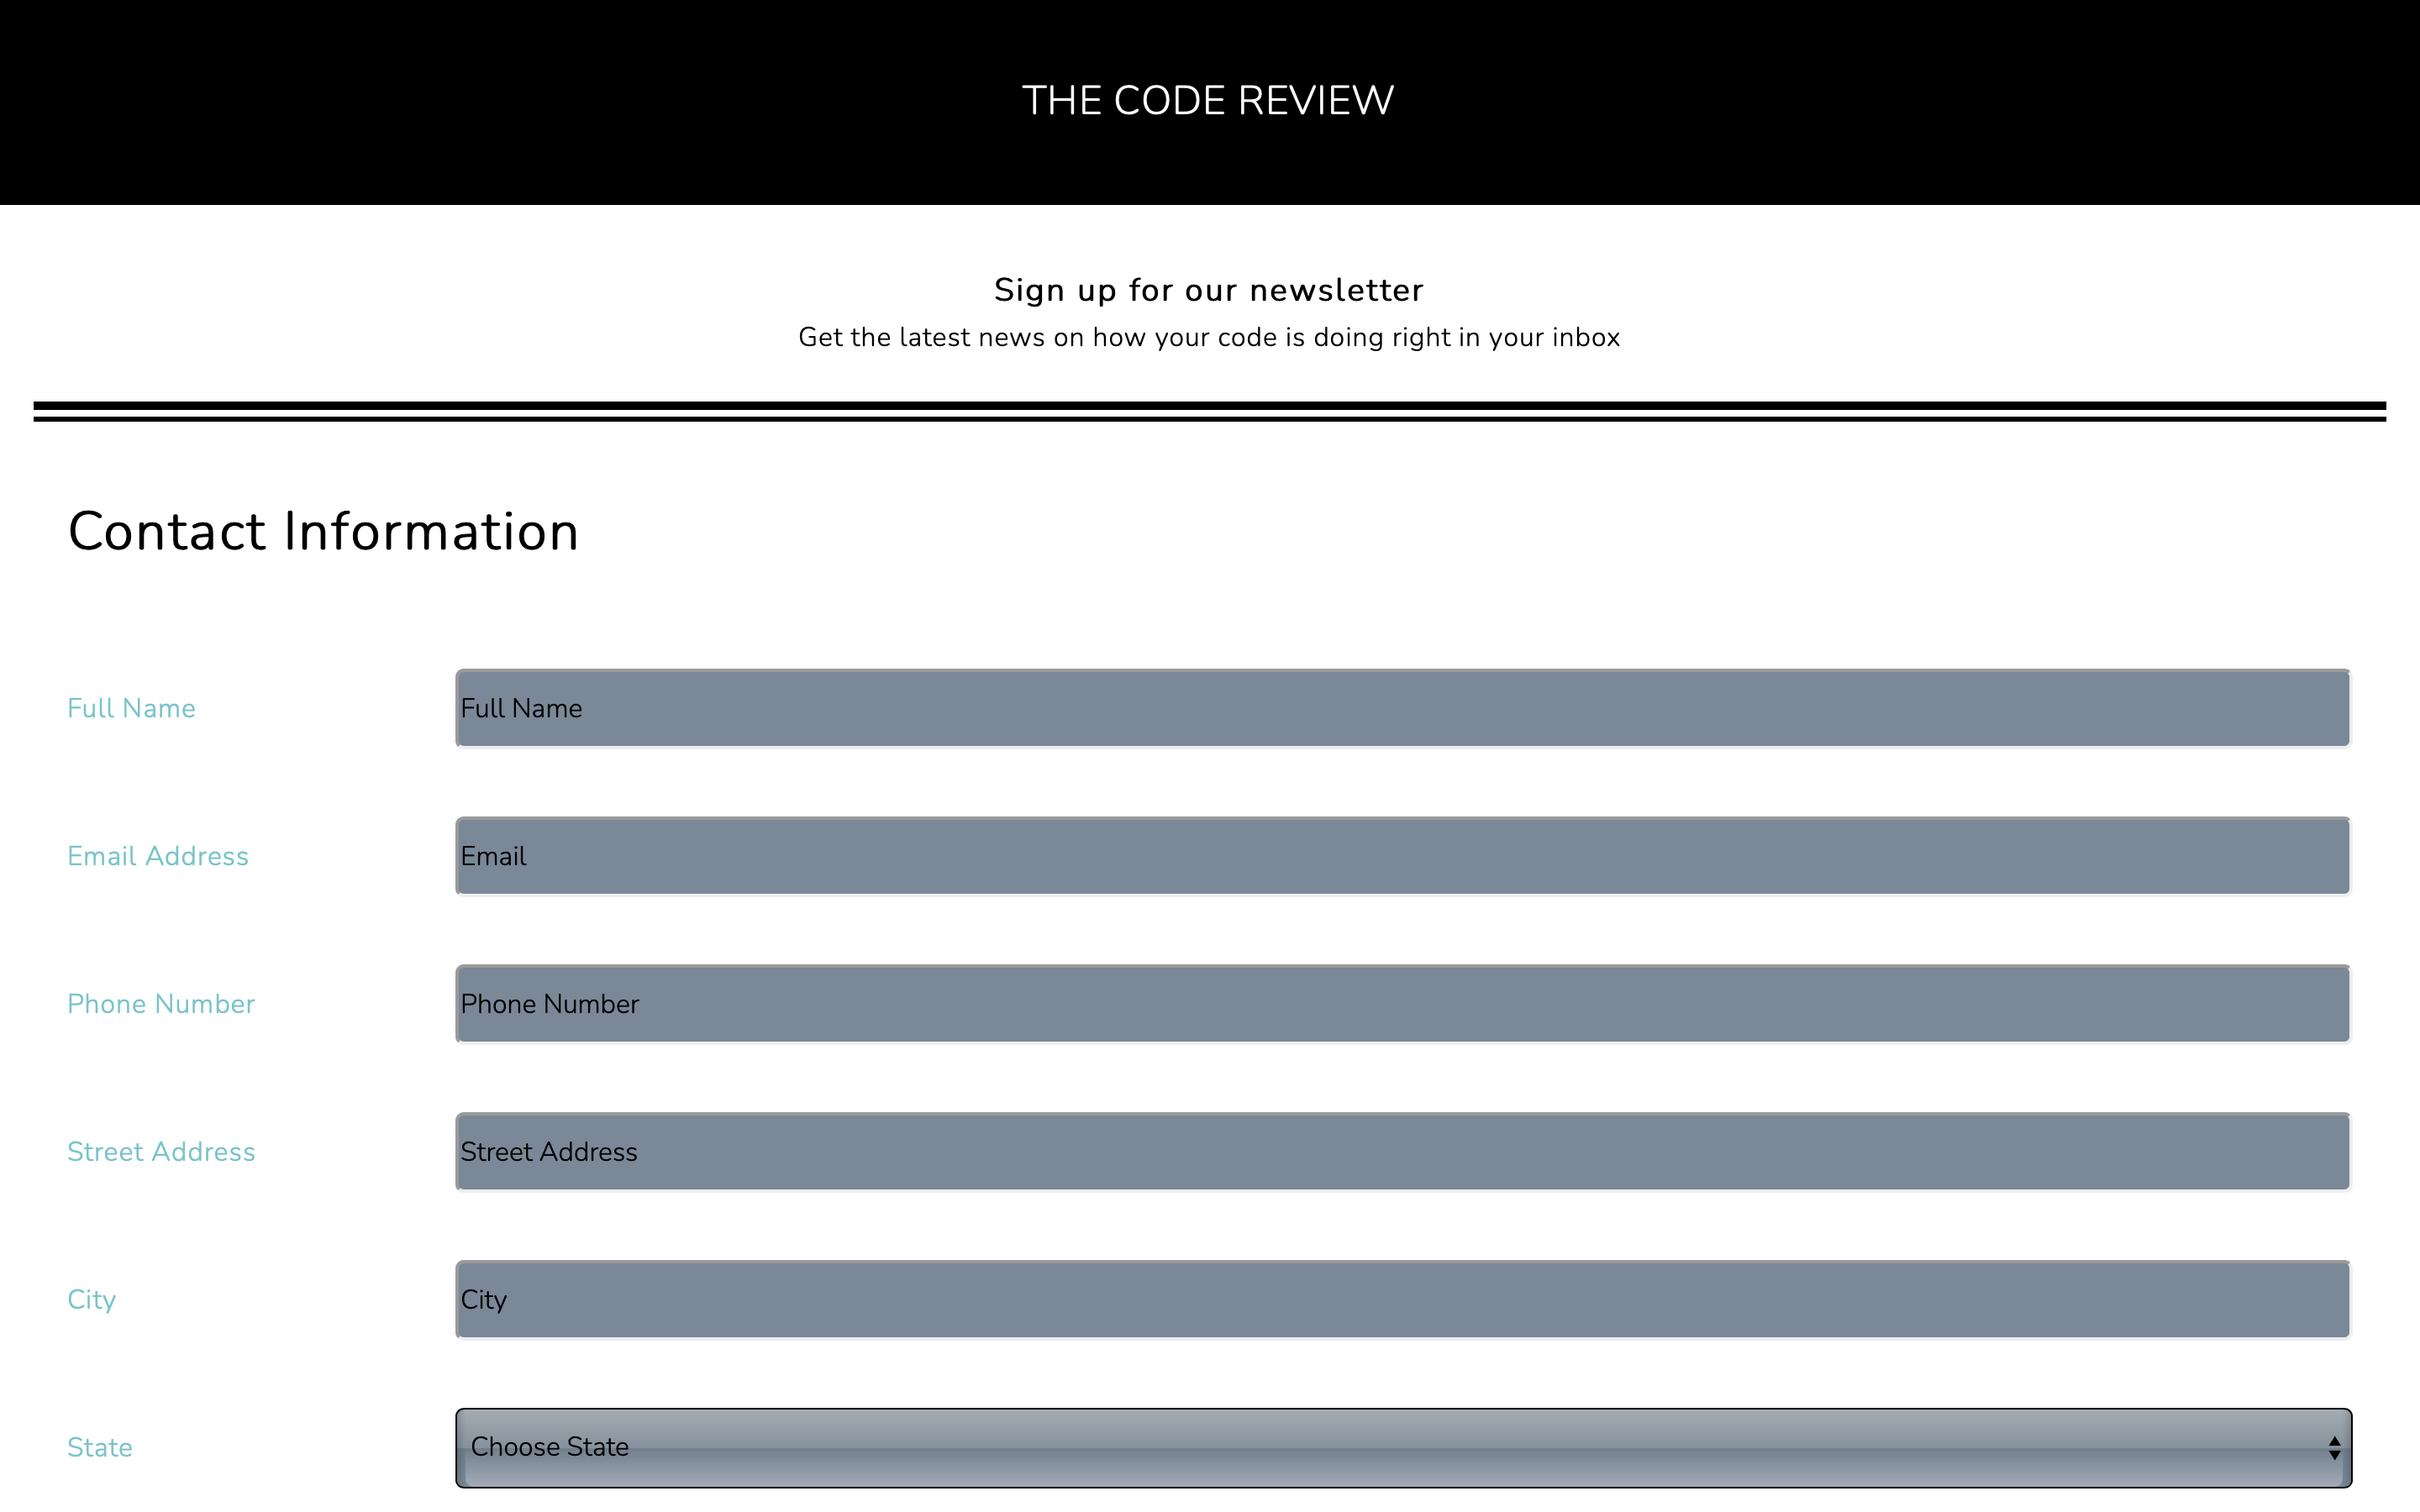 THE CODE REVIEW
Sign up for our newsletter
Get the latest news on how your code is doing right in your inbox
Contact Information
Full Name
Full Name
Email Address
Email
Phone Number
Phone Number
Street Address
Street Address
City
City
State
Choose State